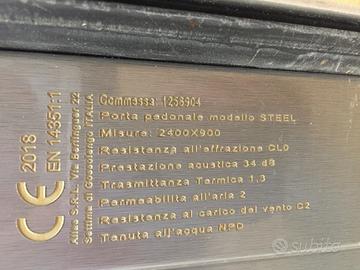 Commessa: 1258904
Porta pedonale modello STEEL
Misure: 2400X900
Resistenza all'effrazione CL0
Prestazione acustica 34 dB
Trasmittanza Termica 1,3
Permeabilità all'aria 2
Resistenza al carico del vento C2
Tenuta all'acqua NPD
CE
2018
EN 14351:1
S.R.L. Via Berlinguer 22
Settimo di Gossolengo ITALIA
subito